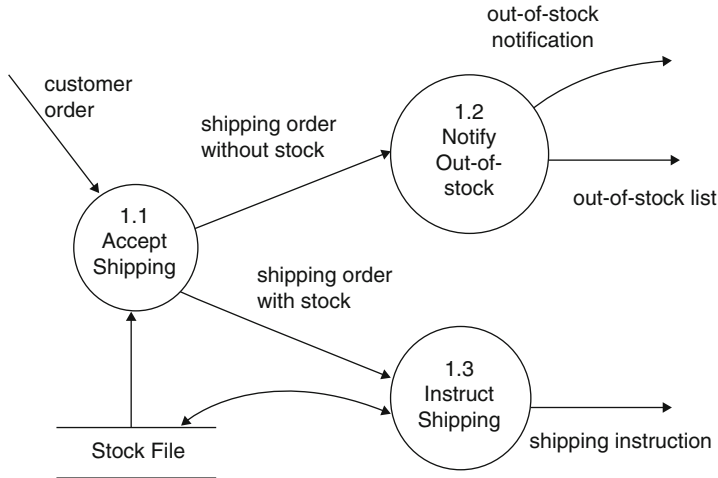 out-of-stock
notification
customer
order
shipping order
without stock
1.2
Notify
Out-of-
stock
out-of-stock list
1.1
Accept
Shipping
shipping order
with stock
1.3
Instruct
Shipping
shipping instruction
Stock File